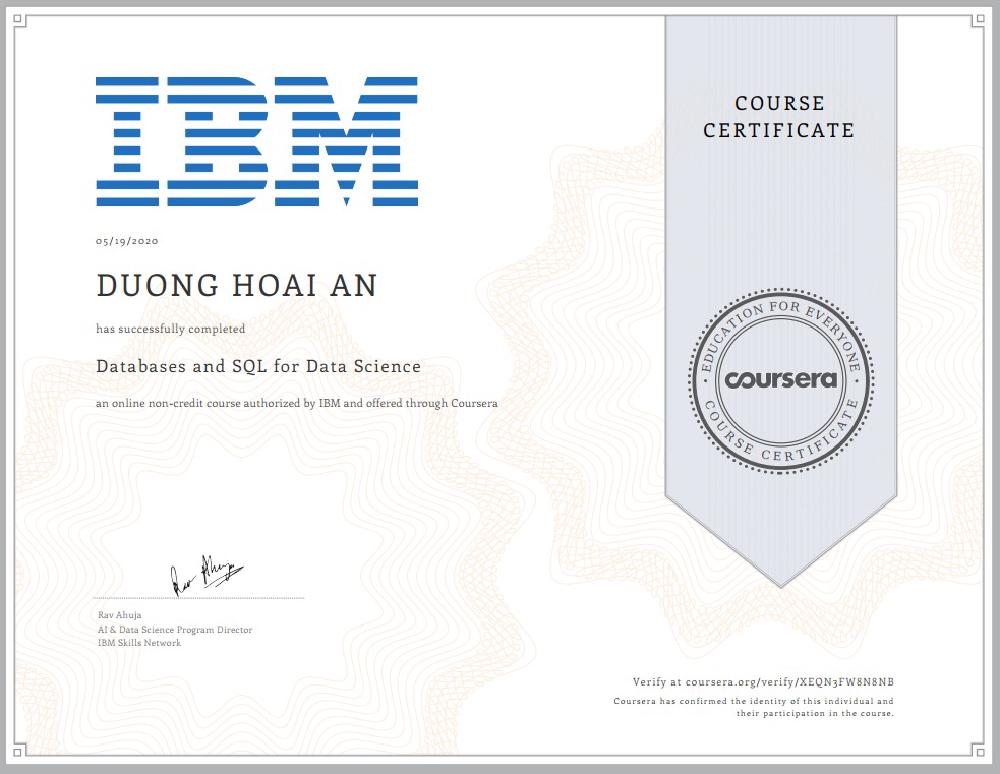 IBM
COURSE
CERTIFICATE
05/19/2020
DUONG HOAI AN
has successfully completed
Databases and SQL for Data Science
an online non-credit course authorized by IBM and offered through Coursera
EDUCATION FOR EVERYONE
coursera
COURSE CERTIFICATE
Rav Ahuja
Rav Ahuja
AI & Data Science Program Director
IBM Skills Network
Verify at coursera.org/verify/XEQN3FW8N8NB
Coursera has confirmed the identity of this individual and
their participation in the course.